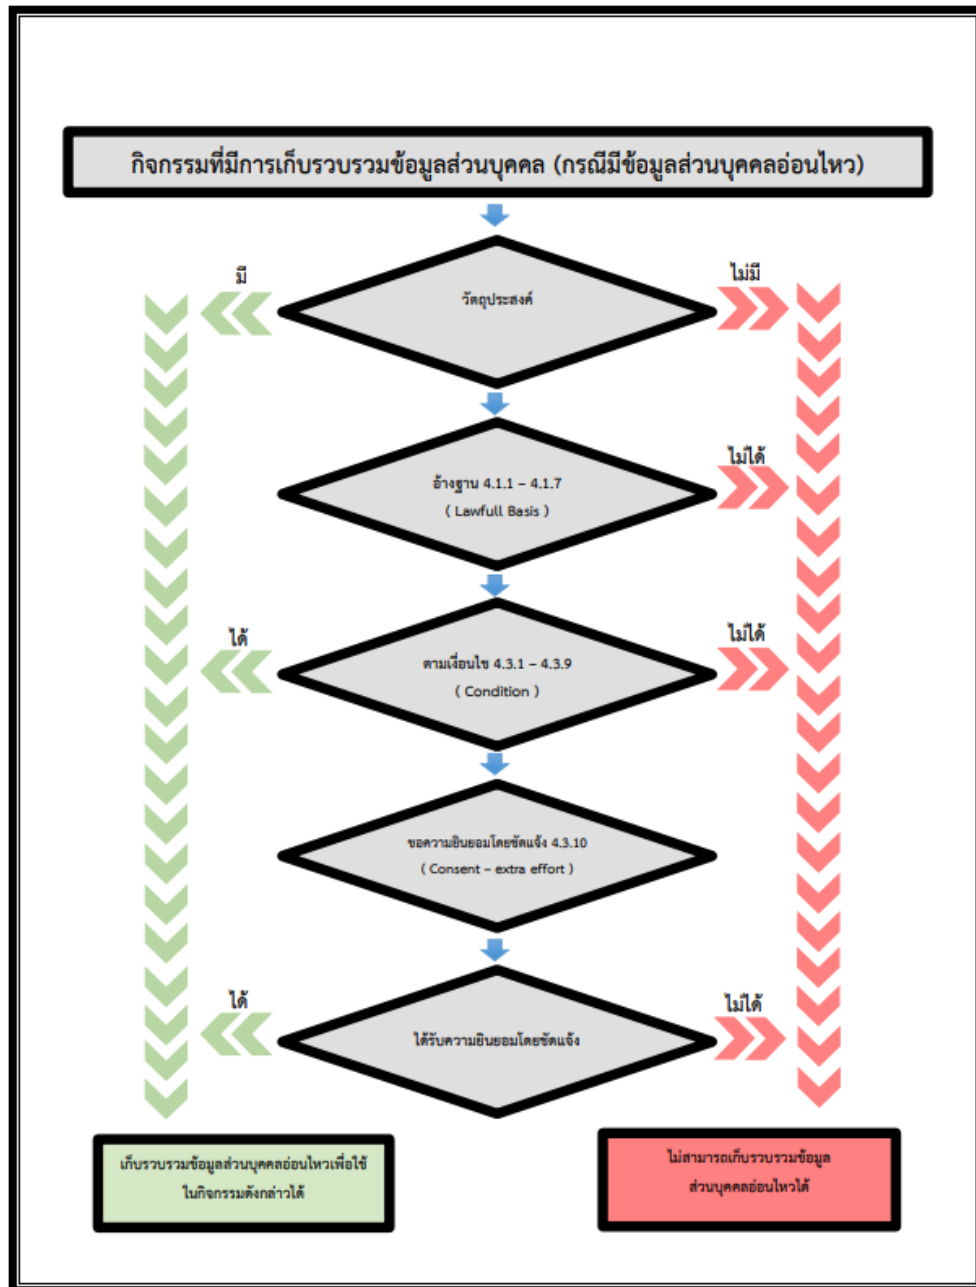 กิจกรรมที่มีการเก็บรวบรวมข้อมูลส่วนบุคคล (กรณีมีข้อมูลส่วนบุคคลอ่อนไหว)
มี
ไม่มี
วัตถุประสงค์
ไม่ได้
อ้างฐาน 4.1.1 – 4.1.7
( Lawfull Basis )
ได้
ไม่ได้
ตามเงื่อนไข 4.3.1 – 4.3.9
( Condition )
ขอความยินยอมโดยชัดแจ้ง 4.3.10
( Consent – extra effort )
ได้
ไม่ได้
ได้รับความยินยอมโดยชัดแจ้ง
เก็บรวบรวมข้อมูลส่วนบุคคลอ่อนไหวเพื่อใช้
ในกิจกรรมดังกล่าวได้
ไม่สามารถเก็บรวบรวมข้อมูล
ส่วนบุคคลอ่อนไหวได้